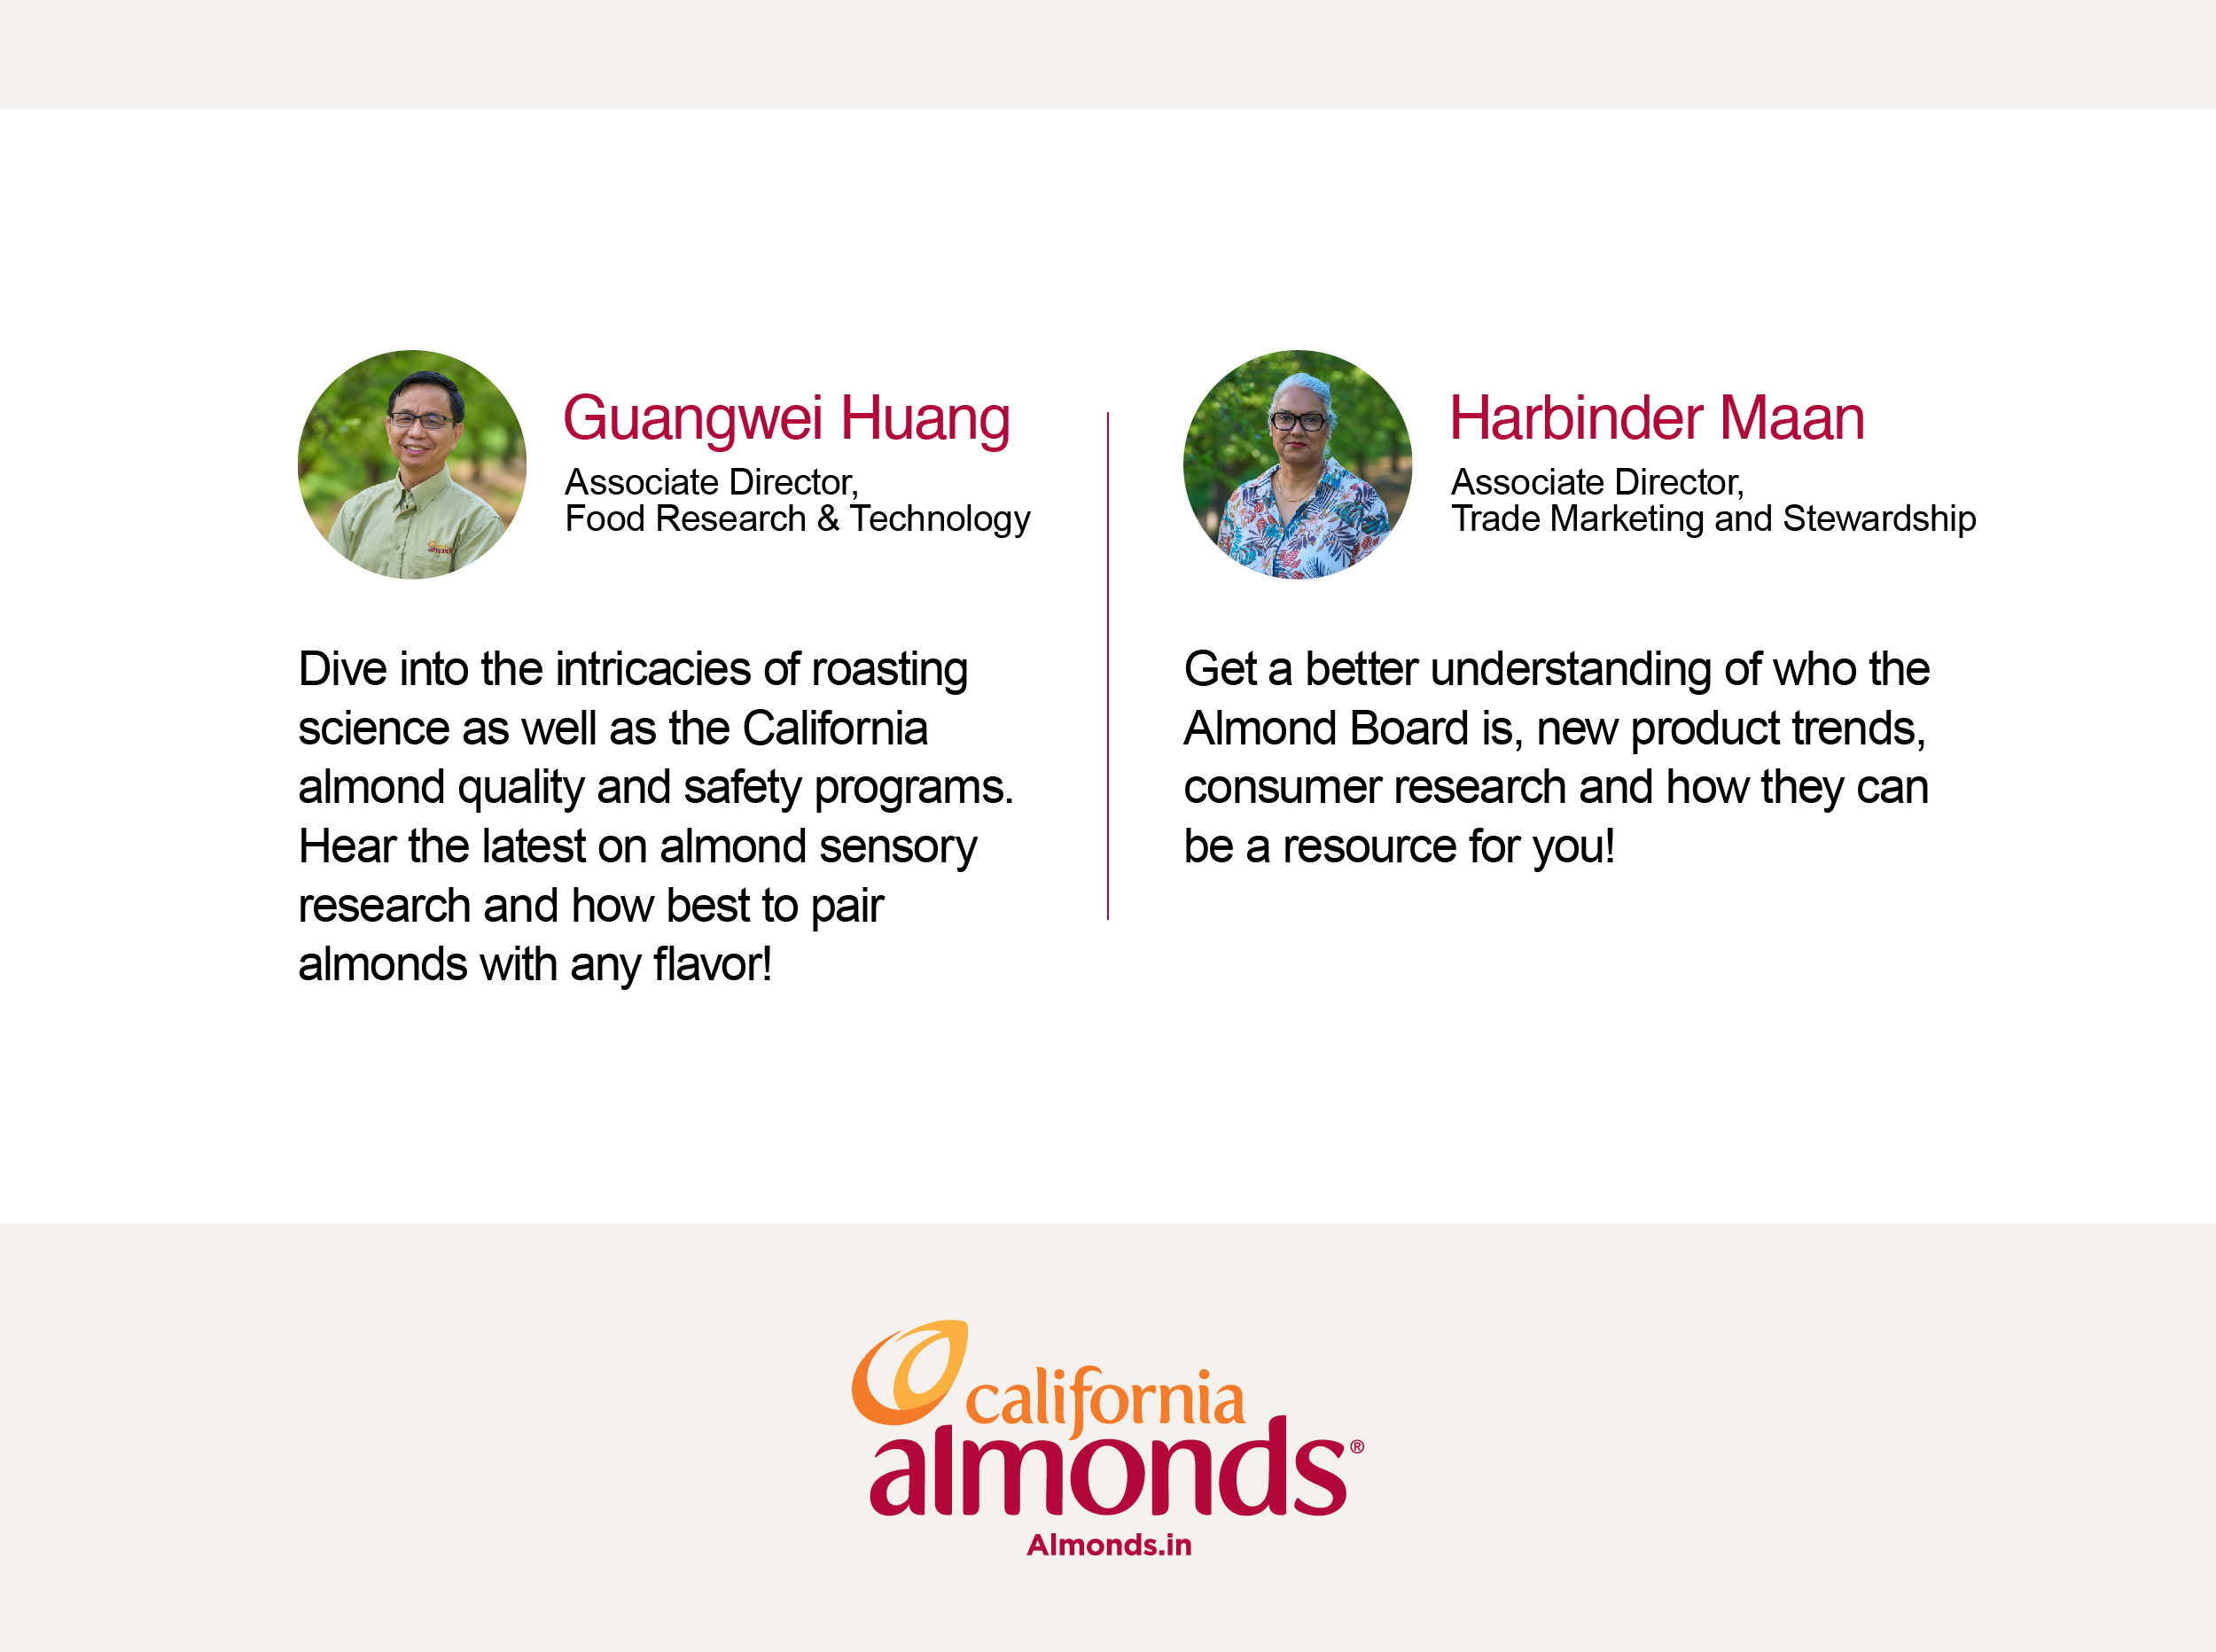 Guangwei Huang
Associate Director,
Food Research & Technology
Dive into the intricacies of roasting
science as well as the California
almond quality and safety programs.
Hear the latest on almond sensory
research and how best to pair
almonds with any flavor!
Harbinder Maan
Associate Director,
Trade Marketing and Stewardship
Get a better understanding of who the
Almond Board is, new product trends,
consumer research and how they can
be a resource for you!
california
almonds®
Almonds.in